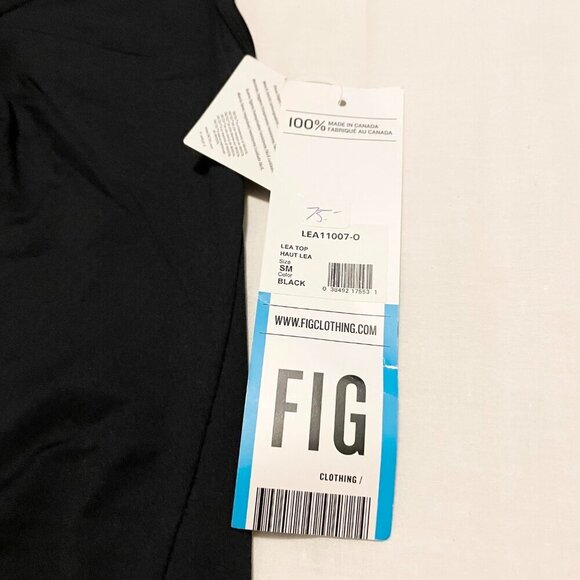 100% MADE IN CANADA
FABRIQUÉ AU CANADA
75.-
LEA11007-O
LEA TOP
HAUT LEA
Size
SM
Color
BLACK
0 38492 17553 1
WWW.FIGCLOTHING.COM
FIG
CLOTHING /